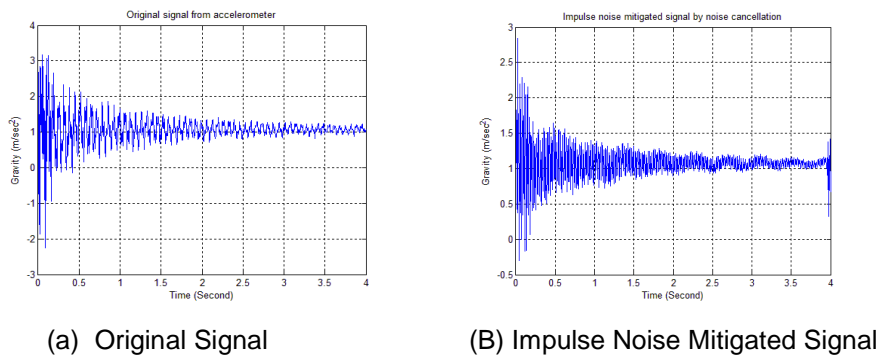 Original signal from accelerometer
4
3
2
1
0
-1
-2
-3
Gravity (m/sec²)
0 0.5 1 1.5 2 2.5 3 3.5 4
Time (Second)
(a) Original Signal
Impulse noise mitigated signal by noise cancellation
3
2.5
2
1.5
1
0.5
0
-0.5
Gravity (m/sec²)
0 0.5 1 1.5 2 2.5 3 3.5 4
Time (Second)
(B) Impulse Noise Mitigated Signal